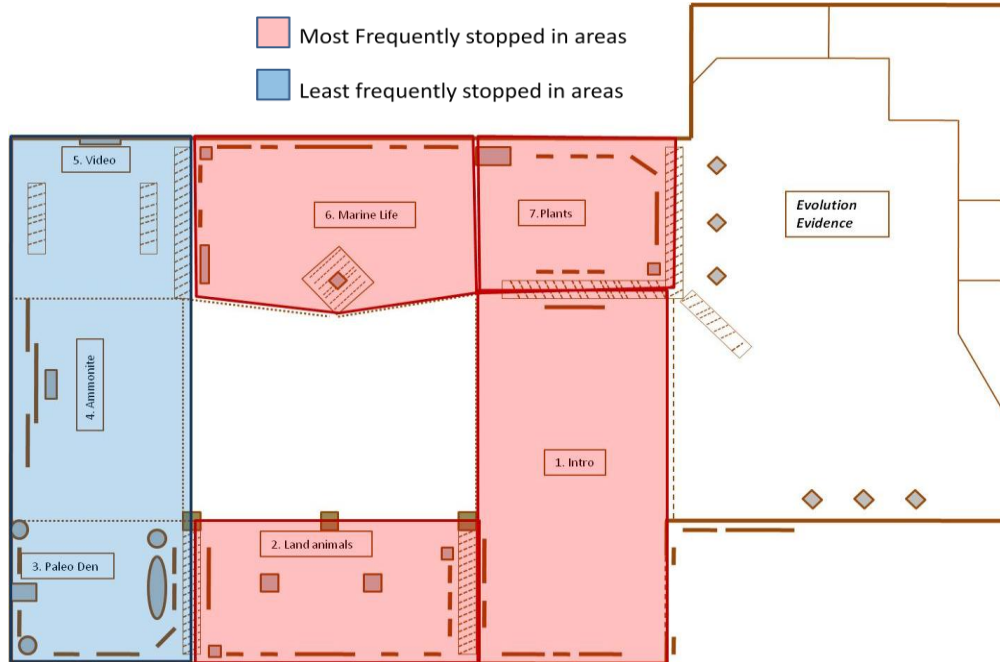 Most Frequently stopped in areas
Least frequently stopped in areas
5. Video
6. Marine Life
7.Plants
Evolution
Evidence
4. Ammonite
1. Intro
2. Land animals
3. Paleo Den